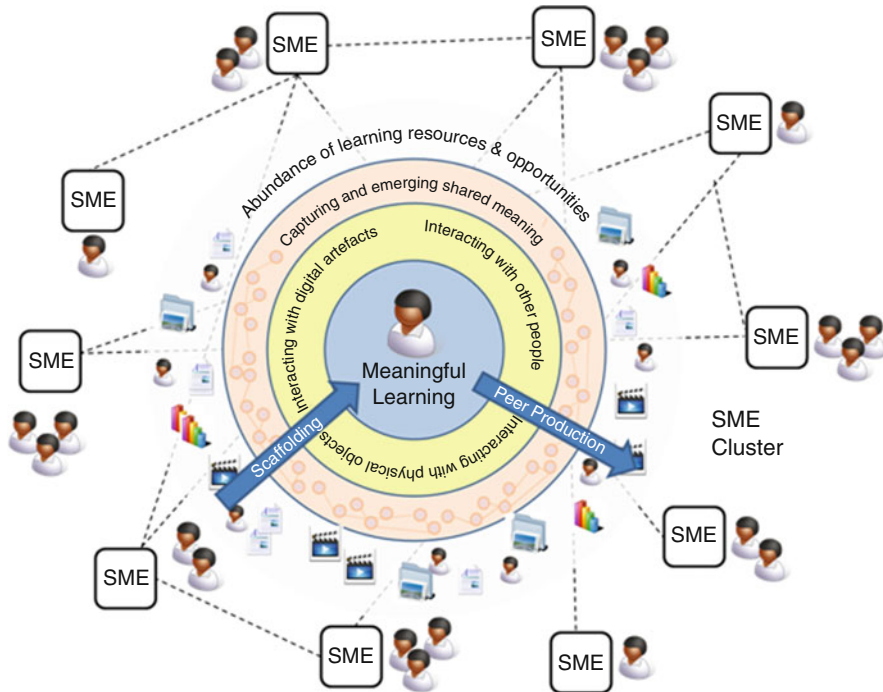 SME
SME
SME
SME
Abundance of learning resources & opportunities
Capturing and emerging shared meaning
Interacting with digital artefacts
Interacting with other people
SME
SME
Meaningful
Learning
Scaffolding
Peer Production
Interacting with physical objects
SME
Cluster
SME
SME
SME
SME